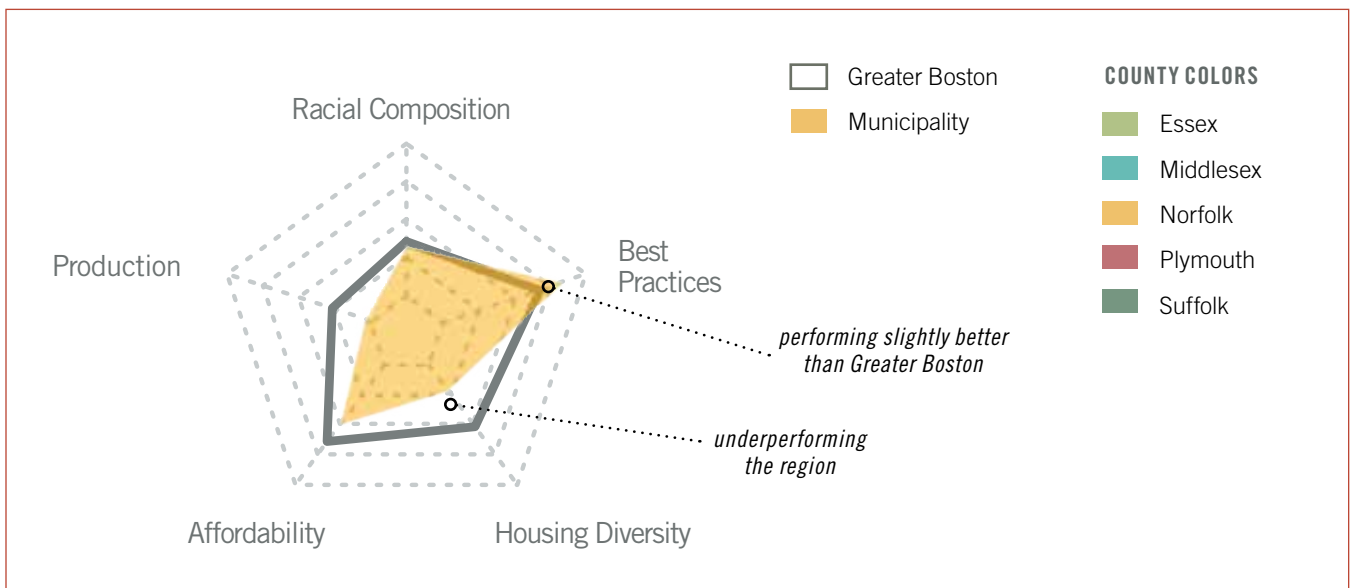 Racial Composition
Production
Best
Practices
Affordability
Housing Diversity
performing slightly better
than Greater Boston
underperforming
the region
Greater Boston
Municipality
COUNTY COLORS
Essex
Middlesex
Norfolk
Plymouth
Suffolk